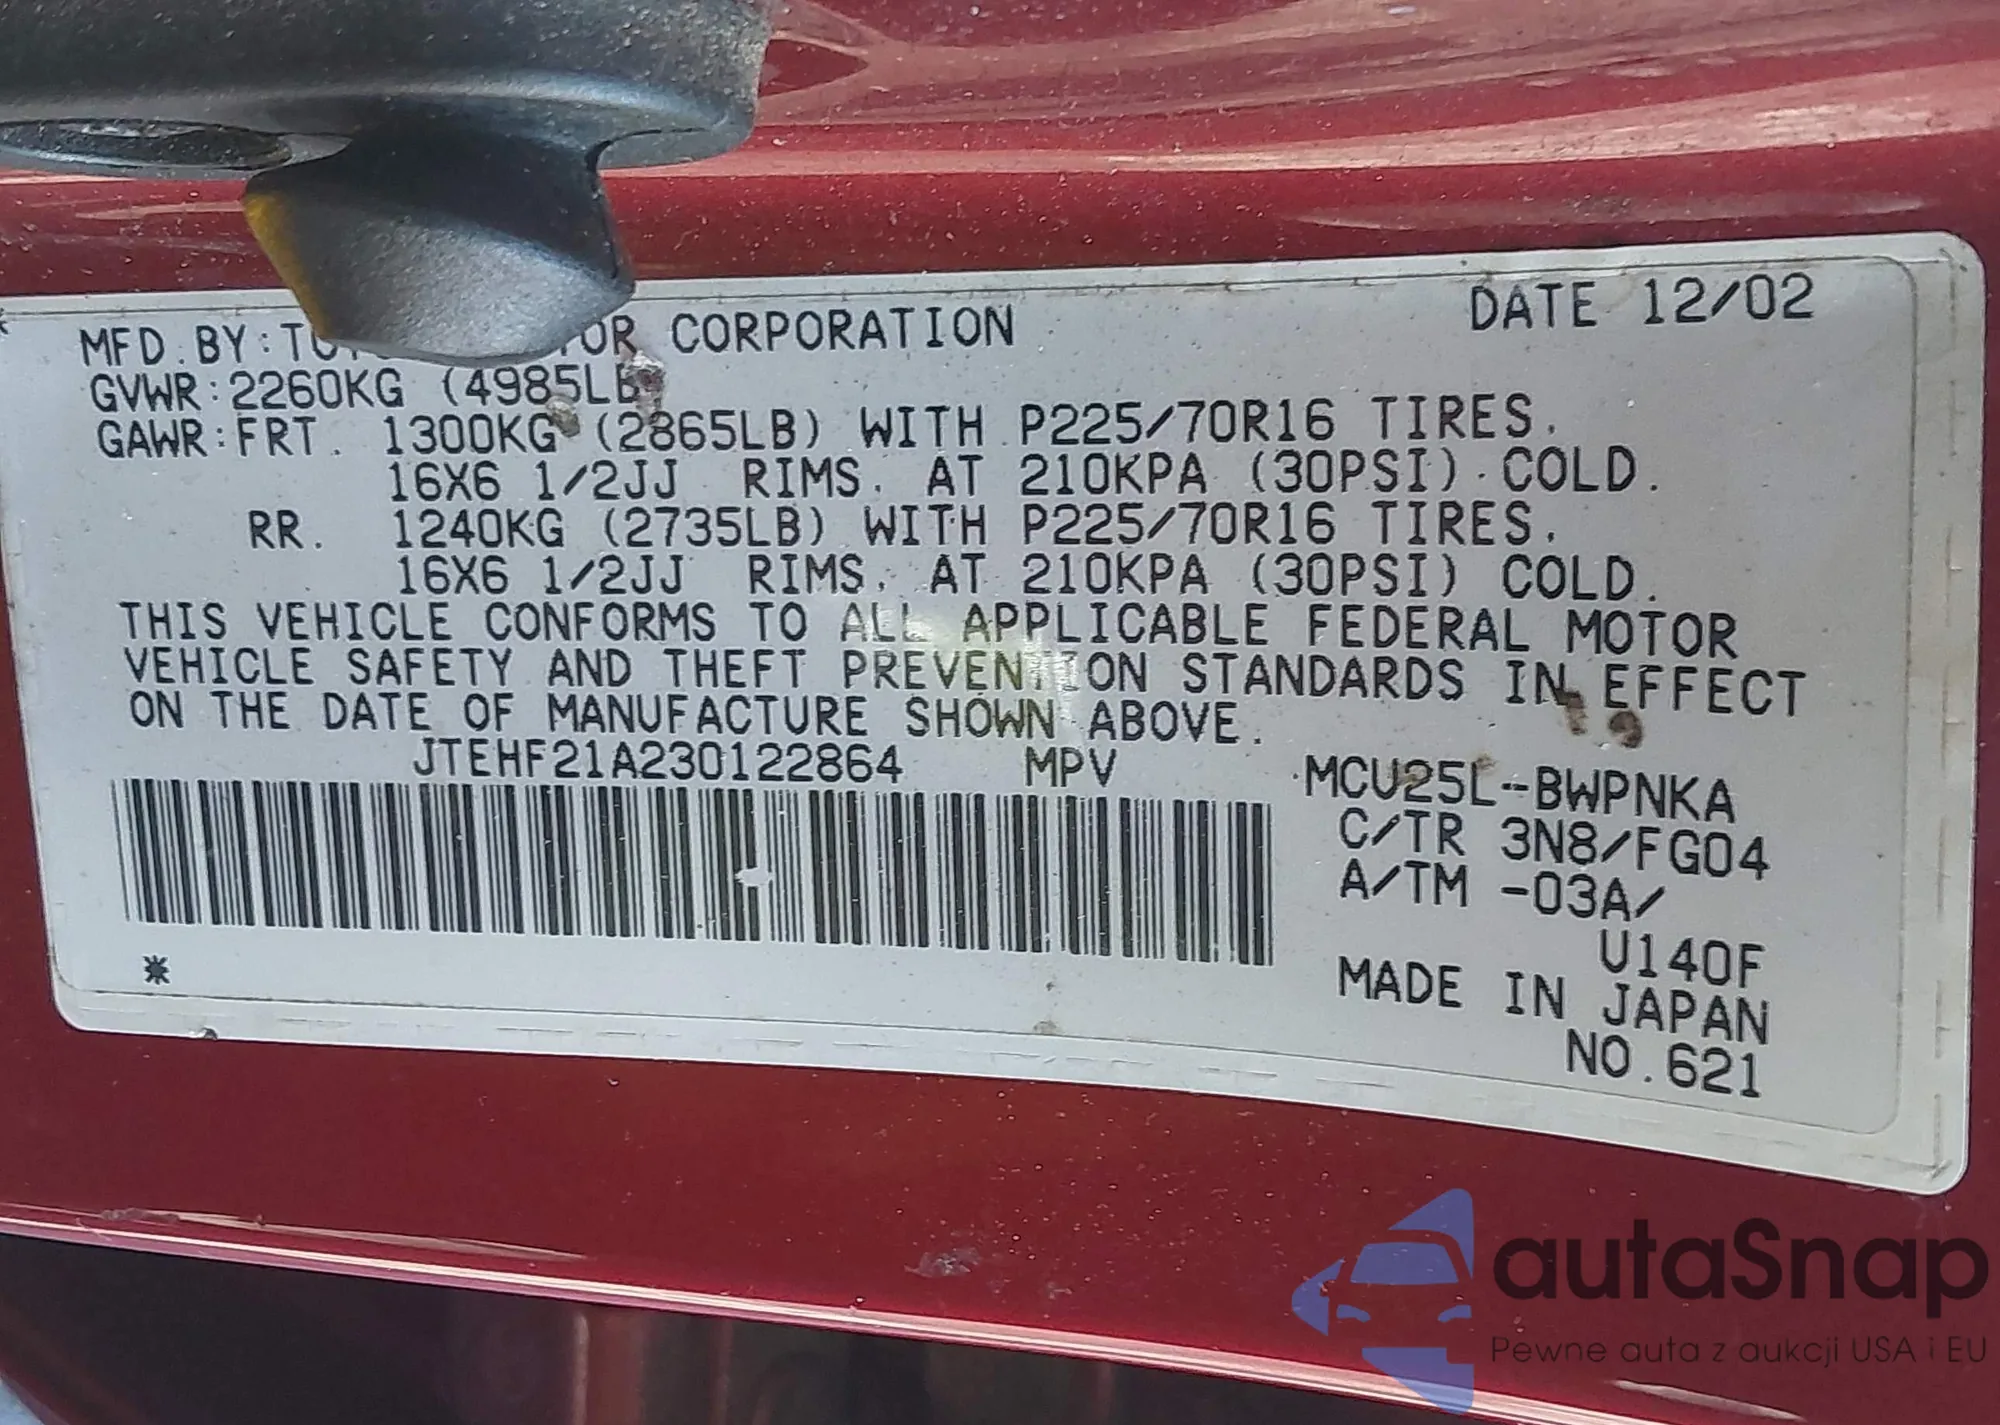 DATE 12/02
MFD.BY: CORPORATION
GVWR:2260KG (4985LB
GAWR:FRT. 1300KG (2865LB) WITH P225/70R16 TIRES.
16X6 1/2JJ RIMS. AT 210KPA (30PSI) COLD.
RR. 1240KG (2735LB) WITH P225/70R16 TIRES.
16X6 1/2JJ RIMS. AT 210KPA (30PSI) COLD.
THIS VEHICLE CONFORMS TO ALL APPLICABLE FEDERAL MOTOR
VEHICLE SAFETY AND THEFT PREVENTION STANDARDS IN EFFECT
ON THE DATE OF MANUFACTURE SHOWN ABOVE.
JTEHF21A230122864 MPV MCU25L-BWPNKA
C/TR 3N8/FG04
A/TM -03A/
U140F
MADE IN JAPAN
NO.621
autaSnap
Pewne auta z aukcji USA i EU